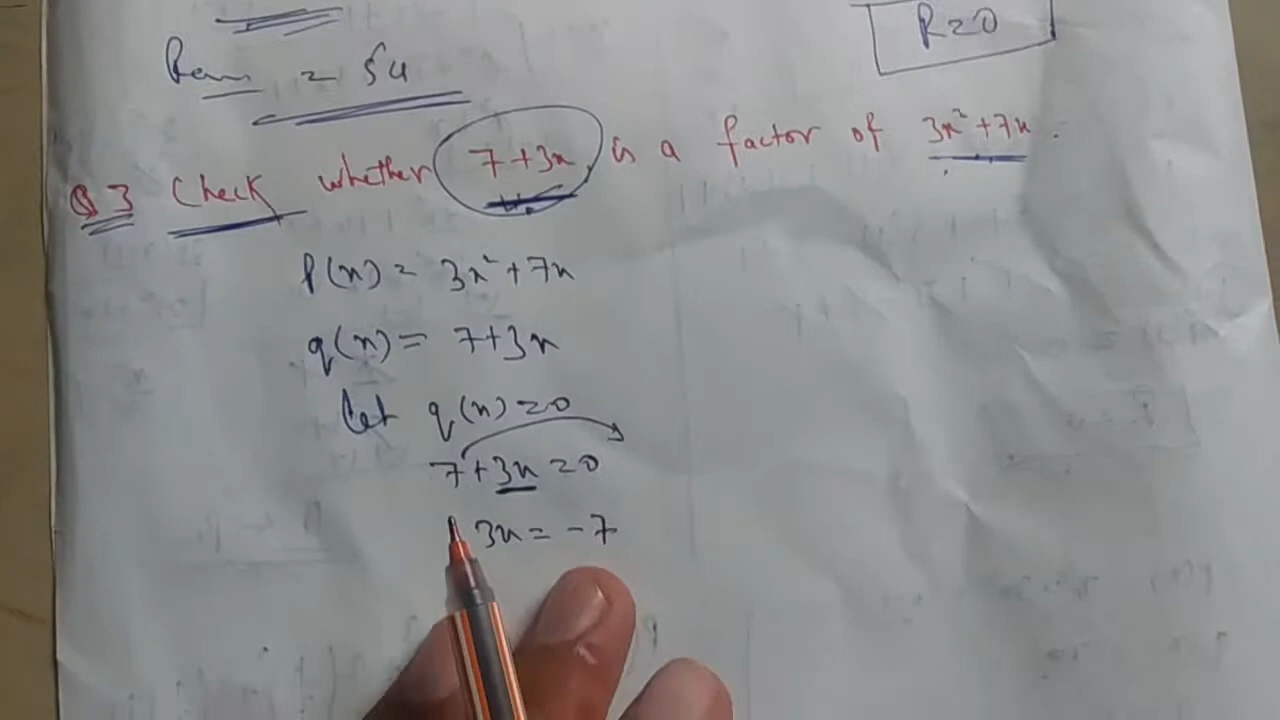 R=0
Rem = 54
Q3 Check whether 7+3x is a factor of 3x²+7x.
P(x) = 3x²+7x
q(x) = 7+3x
Let q(x)=0
7+3x=0
3x=-7